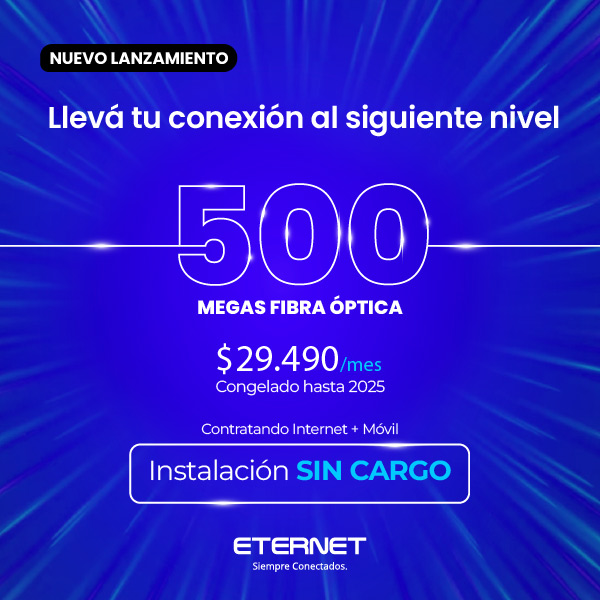 NUEVO LANZAMIENTO
Llevá tu conexión al siguiente nivel
500
MEGAS FIBRA ÓPTICA
$29.490/mes
Congelado hasta 2025
Contratando Internet + Móvil
Instalación SIN CARGO
ETERNET
Siempre Conectados.